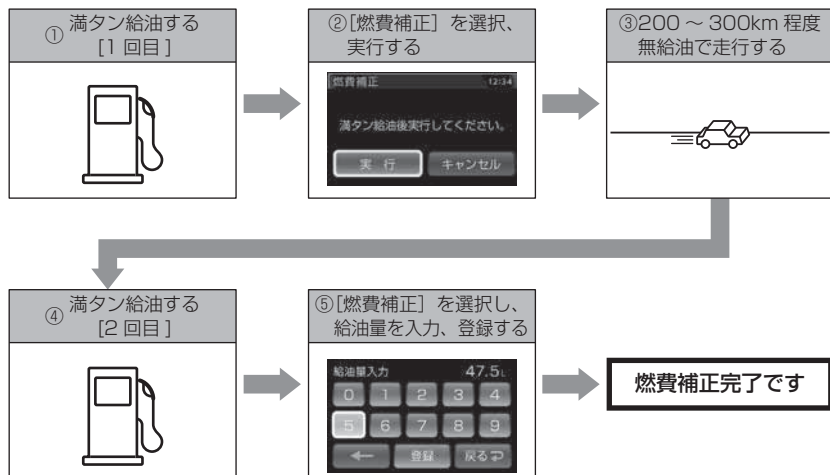 ① 満タン給油する
[1 回目]
②[燃費補正］を選択、
実行する
燃費補正 12:34
満タン給油後実行してください。
実 行 キャンセル
③200 ～ 300km 程度
無給油で走行する
④ 満タン給油する
[2 回目]
⑤[燃費補正］を選択し、
給油量を入力、登録する
給油量入力 47.5L
0 1 2 3 4
5 6 7 8 9
← 登録 戻る
燃費補正完了です